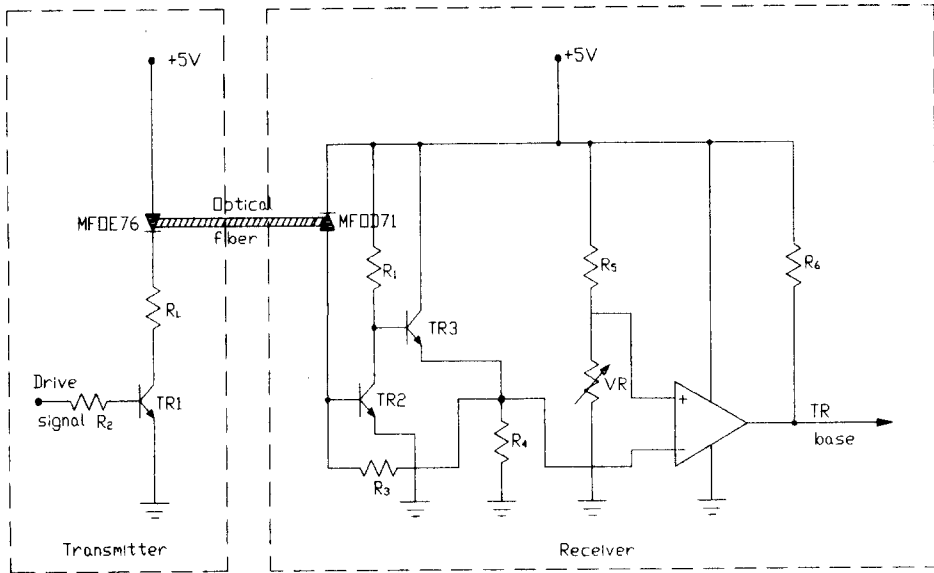 +5V
+5V
Optical
MFOE76
MFOD71
fiber
R₁
R₅
R₆
RL
TR3
VR
Drive
TR1
TR2
+
TR
signal R₂
R₄
base
−
R₃
Transmitter
Receiver